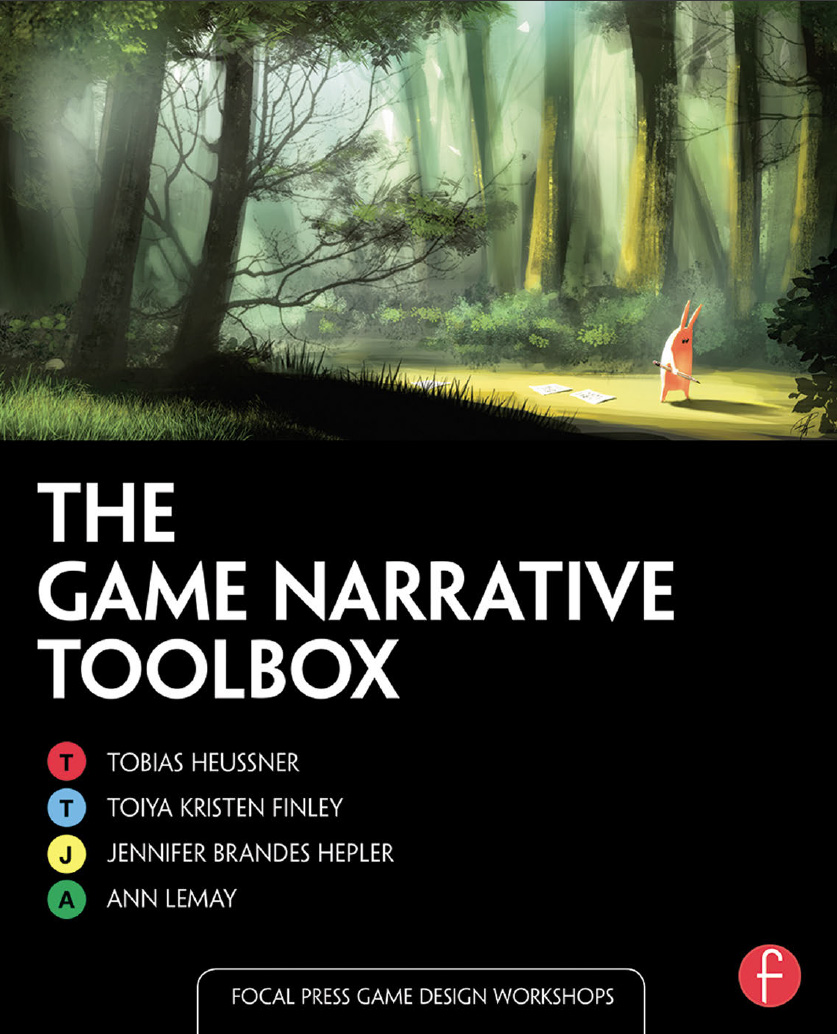 THE
GAME NARRATIVE
TOOLBOX
T TOBIAS HEUSSNER
T TOIYA KRISTEN FINLEY
J JENNIFER BRANDES HEPLER
A ANN LEMAY
f
FOCAL PRESS GAME DESIGN WORKSHOPS